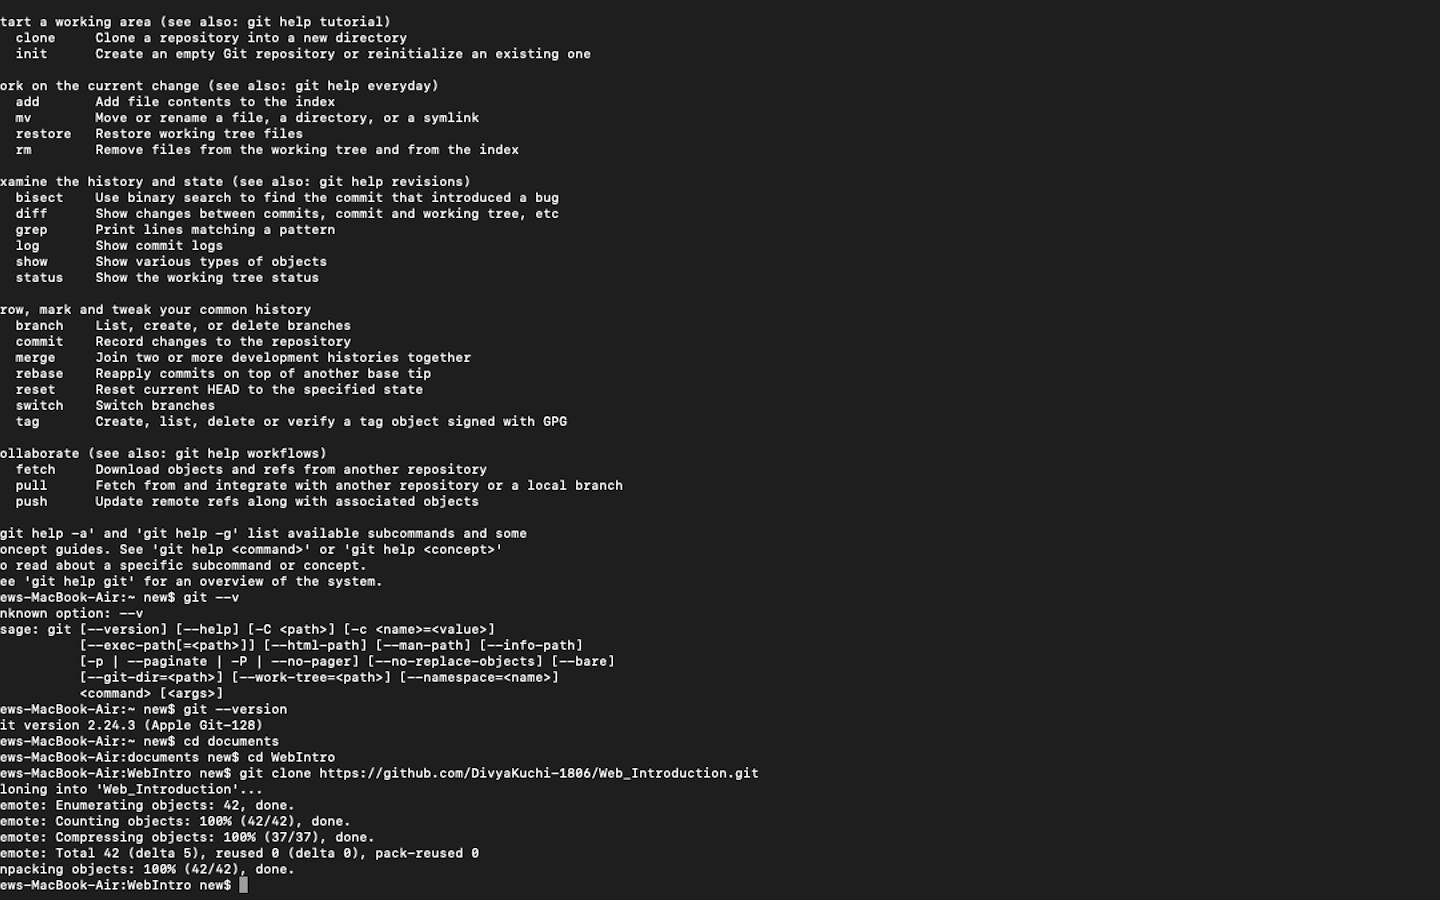 tart a working area (see also: git help tutorial)
clone Clone a repository into a new directory
init Create an empty Git repository or reinitialize an existing one
ork on the current change (see also: git help everyday)
add Add file contents to the index
mv Move or rename a file, a directory, or a symlink
restore Restore working tree files
rm Remove files from the working tree and from the index
xamine the history and state (see also: git help revisions)
bisect Use binary search to find the commit that introduced a bug
diff Show changes between commits, commit and working tree, etc
grep Print lines matching a pattern
log Show commit logs
show Show various types of objects
status Show the working tree status
row, mark and tweak your common history
branch List, create, or delete branches
commit Record changes to the repository
merge Join two or more development histories together
rebase Reapply commits on top of another base tip
reset Reset current HEAD to the specified state
switch Switch branches
tag Create, list, delete or verify a tag object signed with GPG
ollaborate (see also: git help workflows)
fetch Download objects and refs from another repository
pull Fetch from and integrate with another repository or a local branch
push Update remote refs along with associated objects
git help -a' and 'git help -g' list available subcommands and some
oncept guides. See 'git help <command>' or 'git help <concept>'
o read about a specific subcommand or concept.
ee 'git help git' for an overview of the system.
ews-MacBook-Air:~ new$ git --v
nknown option: --v
sage: git [--version] [--help] [-C <path>] [-c <name>=<value>]
[--exec-path[=<path>]] [--html-path] [--man-path] [--info-path]
[-p | --paginate | -P | --no-pager] [--no-replace-objects] [--bare]
[--git-dir=<path>] [--work-tree=<path>] [--namespace=<name>]
<command> [<args>]
ews-MacBook-Air:~ new$ git --version
it version 2.24.3 (Apple Git-128)
ews-MacBook-Air:~ new$ cd documents
ews-MacBook-Air:documents new$ cd WebIntro
ews-MacBook-Air:WebIntro new$ git clone https://github.com/DivyaKuchi-1806/Web_Introduction.git
loning into 'Web_Introduction'...
emote: Enumerating objects: 42, done.
emote: Counting objects: 100% (42/42), done.
emote: Compressing objects: 100% (37/37), done.
emote: Total 42 (delta 5), reused 0 (delta 0), pack-reused 0
npacking objects: 100% (42/42), done.
ews-MacBook-Air:WebIntro new$